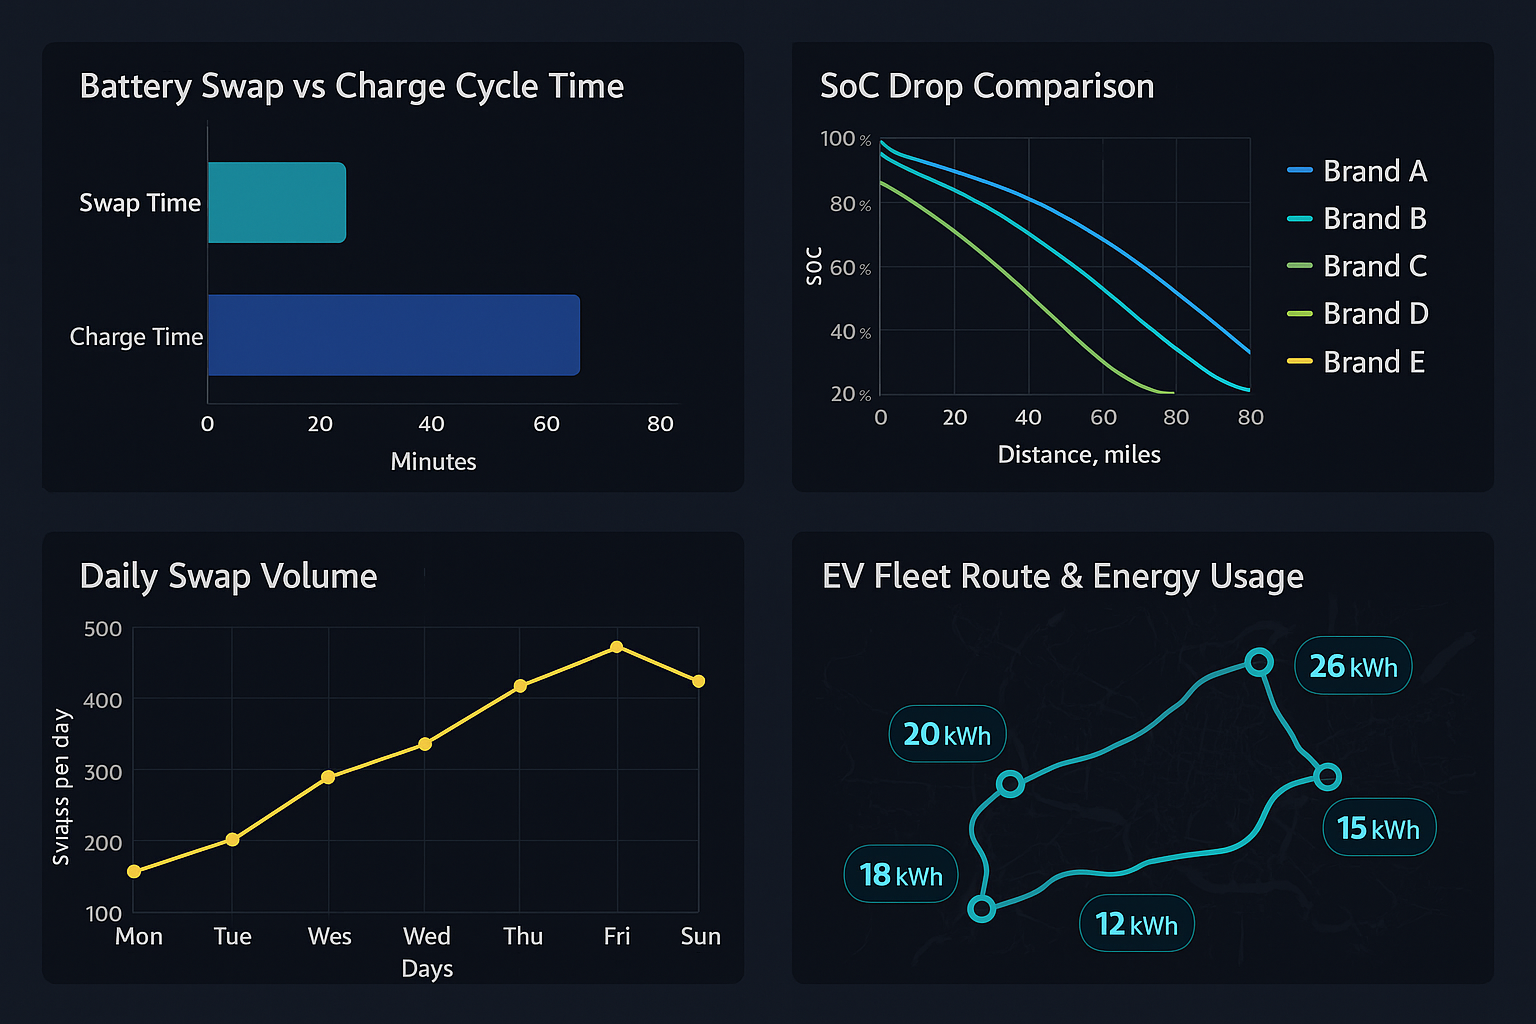 Battery Swap vs Charge Cycle Time
Swap Time
Charge Time
0 20 40 60 80
Minutes
SoC Drop Comparison
100 %
80 %
60 %
40 %
20 %
SOC
0 20 40 60 80 80
Distance, miles
Brand A
Brand B
Brand C
Brand D
Brand E
Daily Swap Volume
500
400
300
200
100
per day
Mon Tue Wes Wed Thu Fri Sun
Days
EV Fleet Route & Energy Usage
26 kWh
20 kWh
15 kWh
18 kWh
12 kWh